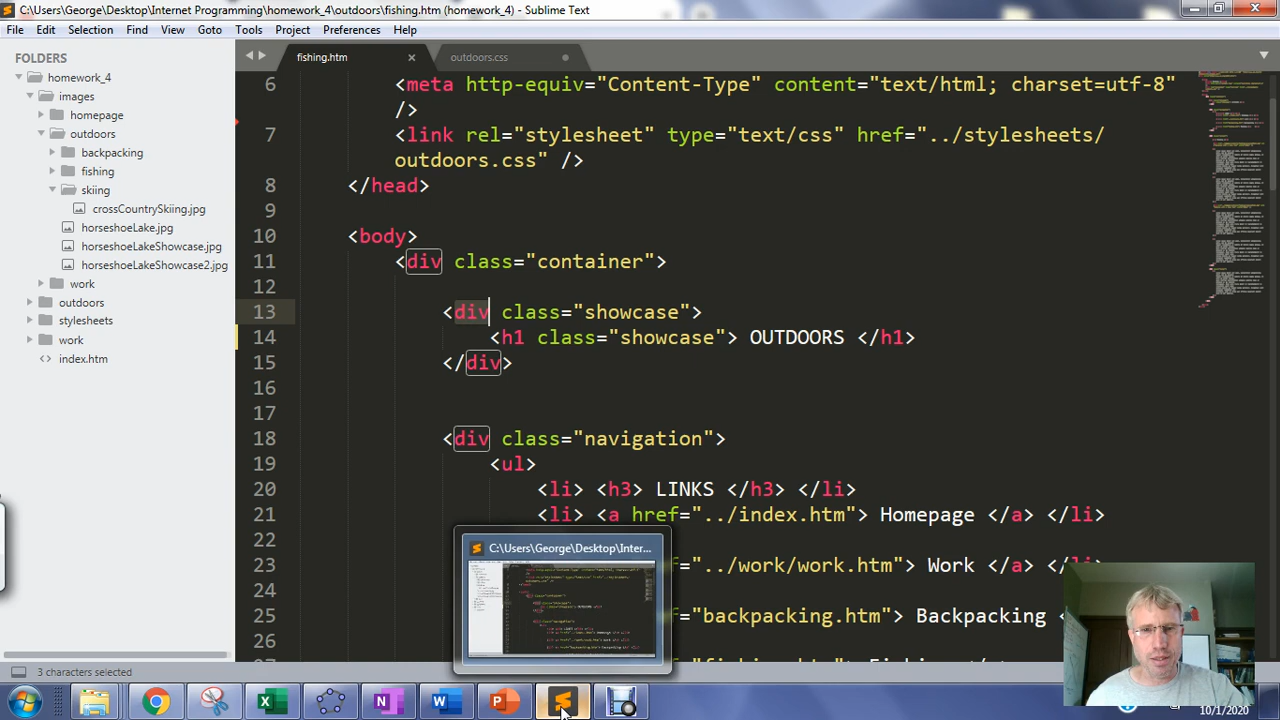 C:\Users\George\Desktop\Internet Programming\homework_4\outdoors\fishing.htm (homework_4) - Sublime Text
File Edit Selection Find View Goto Tools Project Preferences Help
FOLDERS
homework_4
images
homepage
outdoors
backpacking
fishing
skiing
crossCountrySkiing.jpg
horseshoeLake.jpg
horseshoeLakeShowcase.jpg
horseshoeLakeShowcase2.jpg
work
outdoors
stylesheets
work
index.htm
fishing.htm outdoors.css
6 <meta http-equiv="Content-Type" content="text/html; charset=utf-8"
/>
7 <link rel="stylesheet" type="text/css" href="../stylesheets/
outdoors.css" />
8 </head>
9
10 <body>
11 <div class="container">
12
13 <div class="showcase">
14 <h1 class="showcase"> OUTDOORS </h1>
15 </div>
16
17
18 <div class="navigation">
19 <ul>
20 <li> <h3> LINKS </h3> </li>
21 <li> <a href="../index.htm"> Homepage </a> </li>
23 ="../work/work.htm"> Work </a> </li>
24
25 ="backpacking.htm"> Backpacking <
26
C:\Users\George\Desktop\Inter...
3 characters selected
10/1/2020